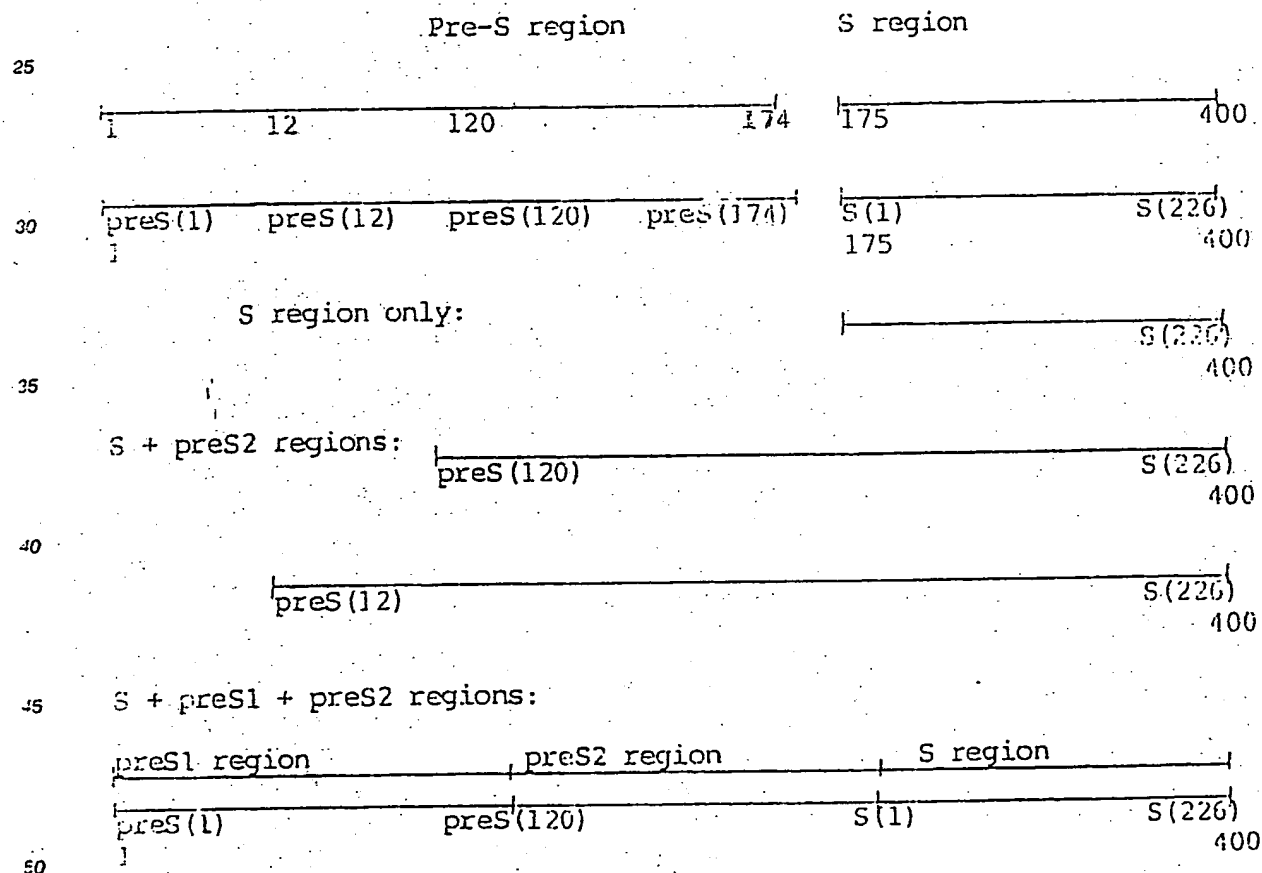 Pre-S region S region
25
1 12 120 174 175 400
preS(1) preS(12) preS(120) preS(174) S(1) S(226)
30
1 175 400
S region only:
S(226)
400
35
S + preS2 regions:
preS(120) S(226)
400
40
preS(12) S(226)
400
45
S + preS1 + preS2 regions:
preS1 region preS2 region S region
preS(1) preS(120) S(1) S(226)
1 400
50